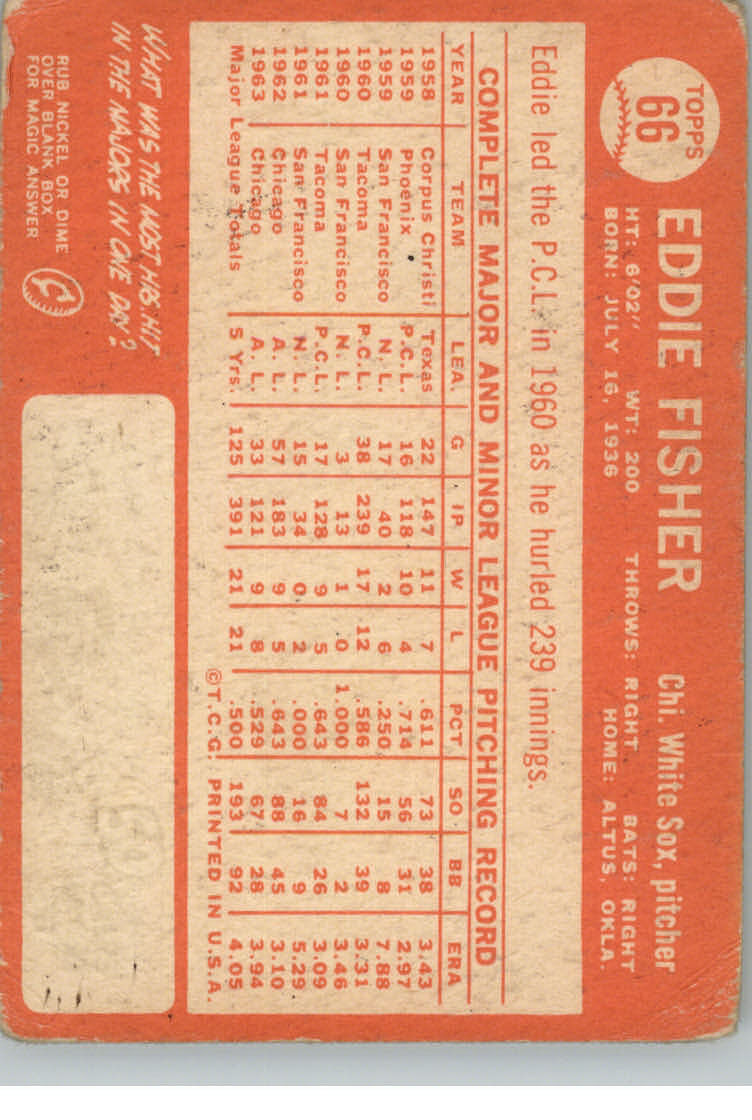 TOPPS
66
EDDIE FISHER Chi. White Sox, pitcher
HT: 6'02" WT: 200 THROWS: RIGHT BATS: RIGHT
BORN: JULY 16, 1936 HOME: ALTUS, OKLA.
Eddie led the P.C.L. in 1960 as he hurled 239 innings.
COMPLETE MAJOR AND MINOR LEAGUE PITCHING RECORD
YEAR TEAM LEA. G IP W L PCT. SO BB ERA
1958 Corpus Christi Texas 22 147 11 7 .611 73 38 3.43
1959 Phoenix P.C.L. 16 118 10 4 .714 56 31 2.97
1959 San Francisco N. L. 17 40 2 6 .250 15 8 7.88
1960 Tacoma P.C.L. 38 239 17 12 .586 132 39 3.31
1960 San Francisco N. L. 3 13 1 0 1.000 7 2 3.46
1961 Tacoma P.C.L. 17 128 9 5 .643 84 26 3.09
1961 San Francisco N. L. 15 34 0 2 .000 16 9 5.29
1962 Chicago A. L. 57 183 9 5 .643 88 45 3.10
1963 Chicago A. L. 33 121 9 8 .529 67 28 3.94
Major League Totals 5 Yrs. 125 391 21 21 .500 193 92 4.05
©T.C.G. PRINTED IN U.S.A.
WHAT WAS THE MOST HRS HIT
IN THE MAJORS IN ONE DAY?
RUB NICKEL OR DIME
OVER BLANK BOX
FOR MAGIC ANSWER